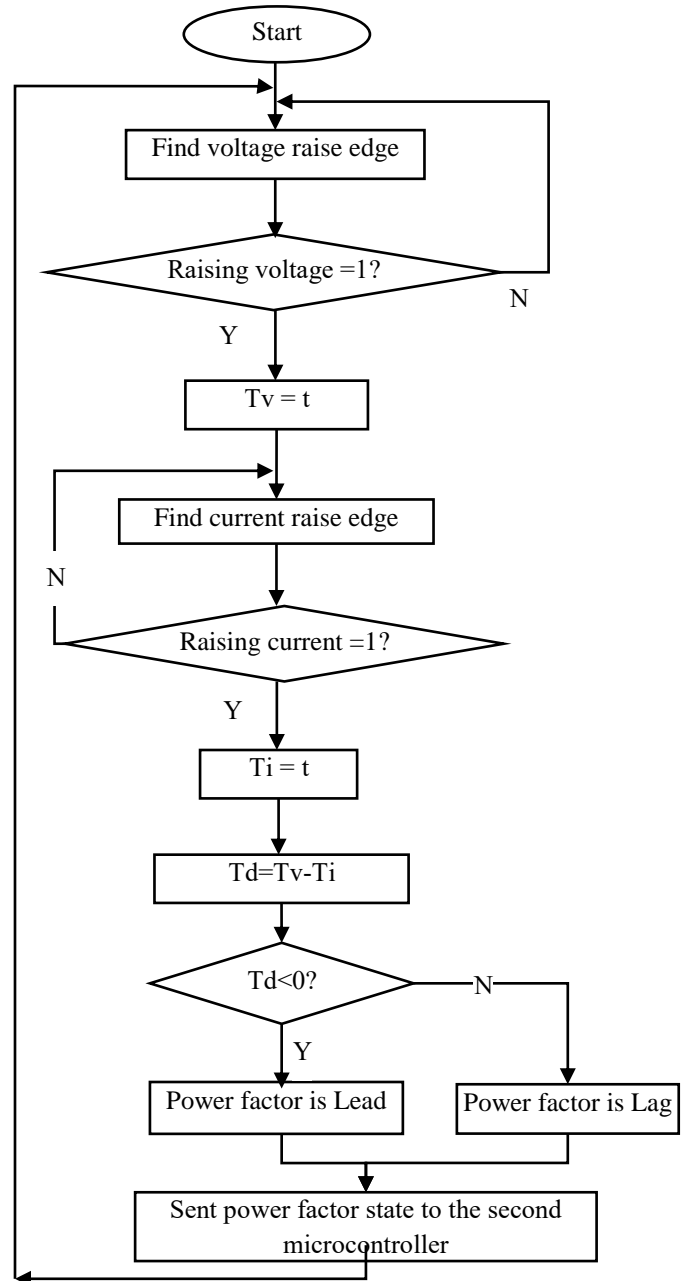 Start
Find voltage raise edge
Raising voltage =1?
N
Y
Tv = t
Find current raise edge
N
Raising current =1?
Y
Ti = t
Td=Tv-Ti
Td<0?
N
Y
Power factor is Lead
Power factor is Lag
Sent power factor state to the second
microcontroller